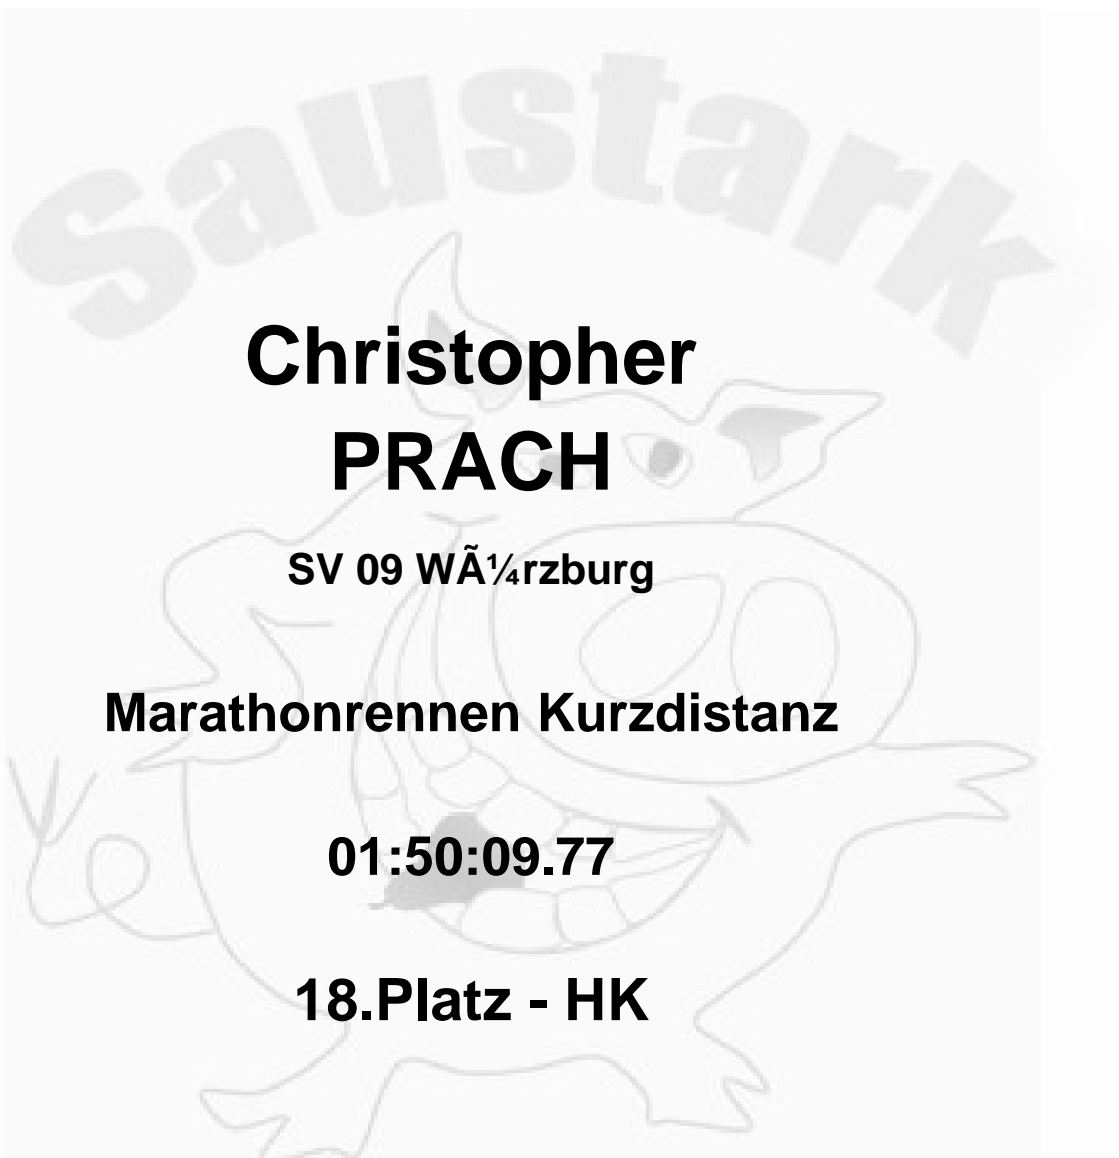 Saustark
Christopher
PRACH
SV 09 WÃ¼rzburg
Marathonrennen Kurzdistanz
01:50:09.77
18.Platz - HK